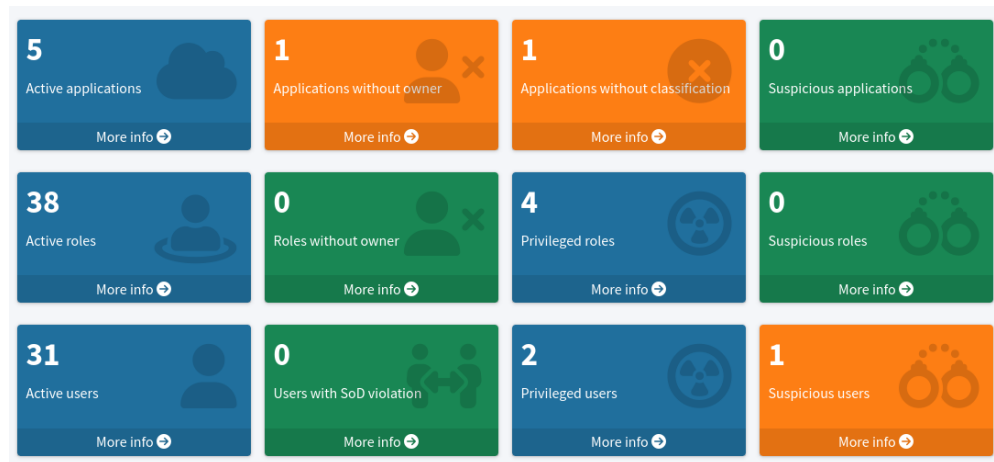 5
Active applications
More info
1
Applications without owner
More info
1
Applications without classification
More info
0
Suspicious applications
More info
38
Active roles
More info
0
Roles without owner
More info
4
Privileged roles
More info
0
Suspicious roles
More info
31
Active users
More info
0
Users with SoD violation
More info
2
Privileged users
More info
1
Suspicious users
More info